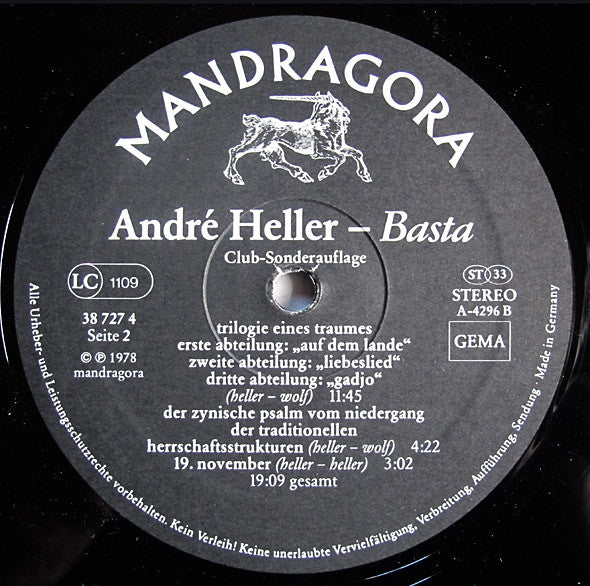 MANDRAGORA
André Heller – Basta
Club-Sonderauflage
LC 1109
38 727 4
Seite 2
© ℗ 1978
mandragora
ST 33
STEREO
A-4296 B
GEMA
trilogie eines traumes
erste abteilung: „auf dem lande“
zweite abteilung: „liebeslied“
dritte abteilung: „gadjo“
(heller – wolf) 11:45
der zynische psalm vom niedergang
der traditionellen
herrschaftsstrukturen (heller – wolf) 4:22
19. november (heller – heller) 3:02
19:09 gesamt
Alle Urheber- und Leistungsschutzrechte vorbehalten. Kein Verleih! Keine unerlaubte Vervielfältigung, Verbreitung, Aufführung, Sendung · Made in Germany